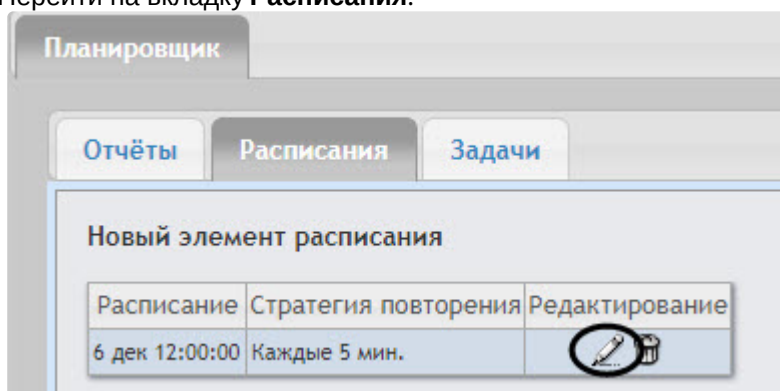 Перейти на вкладку Расписания.
Планировщик
Отчёты Расписания Задачи
Новый элемент расписания
Расписание Стратегия повторения Редактирование
6 дек 12:00:00 Каждые 5 мин.